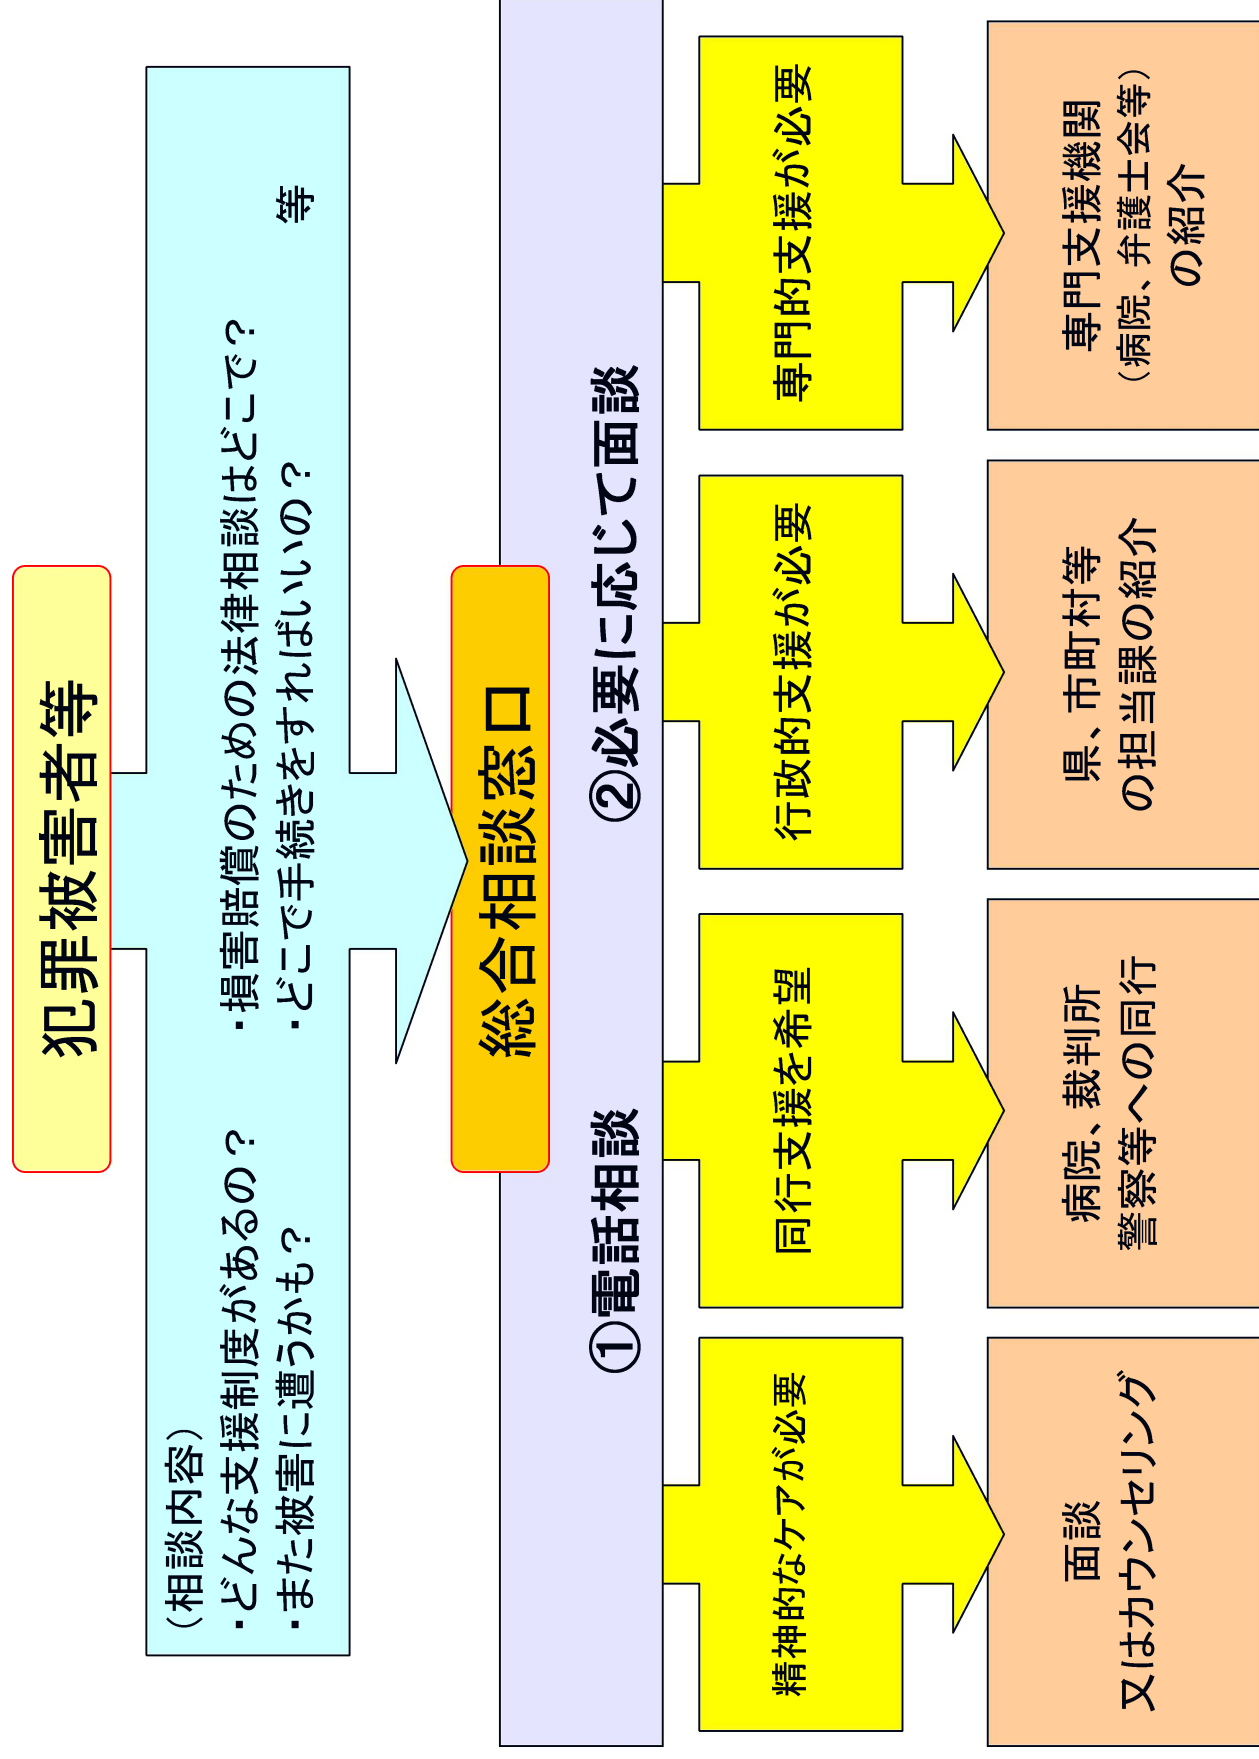 犯罪被害者等
（相談内容）
・どんな支援制度があるの？　・損害賠償のための法律相談はどこで？
・また被害に遭うかも？　・どこで手続きをすればいいの？　等
総合相談窓口
①電話相談　②必要に応じて面談
精神的なケアが必要
同行支援を希望
行政的支援が必要
専門的支援が必要
面談
又はカウンセリング
病院、裁判所
警察等への同行
県、市町村等
の担当課の紹介
専門支援機関
（病院、弁護士会等）
の紹介